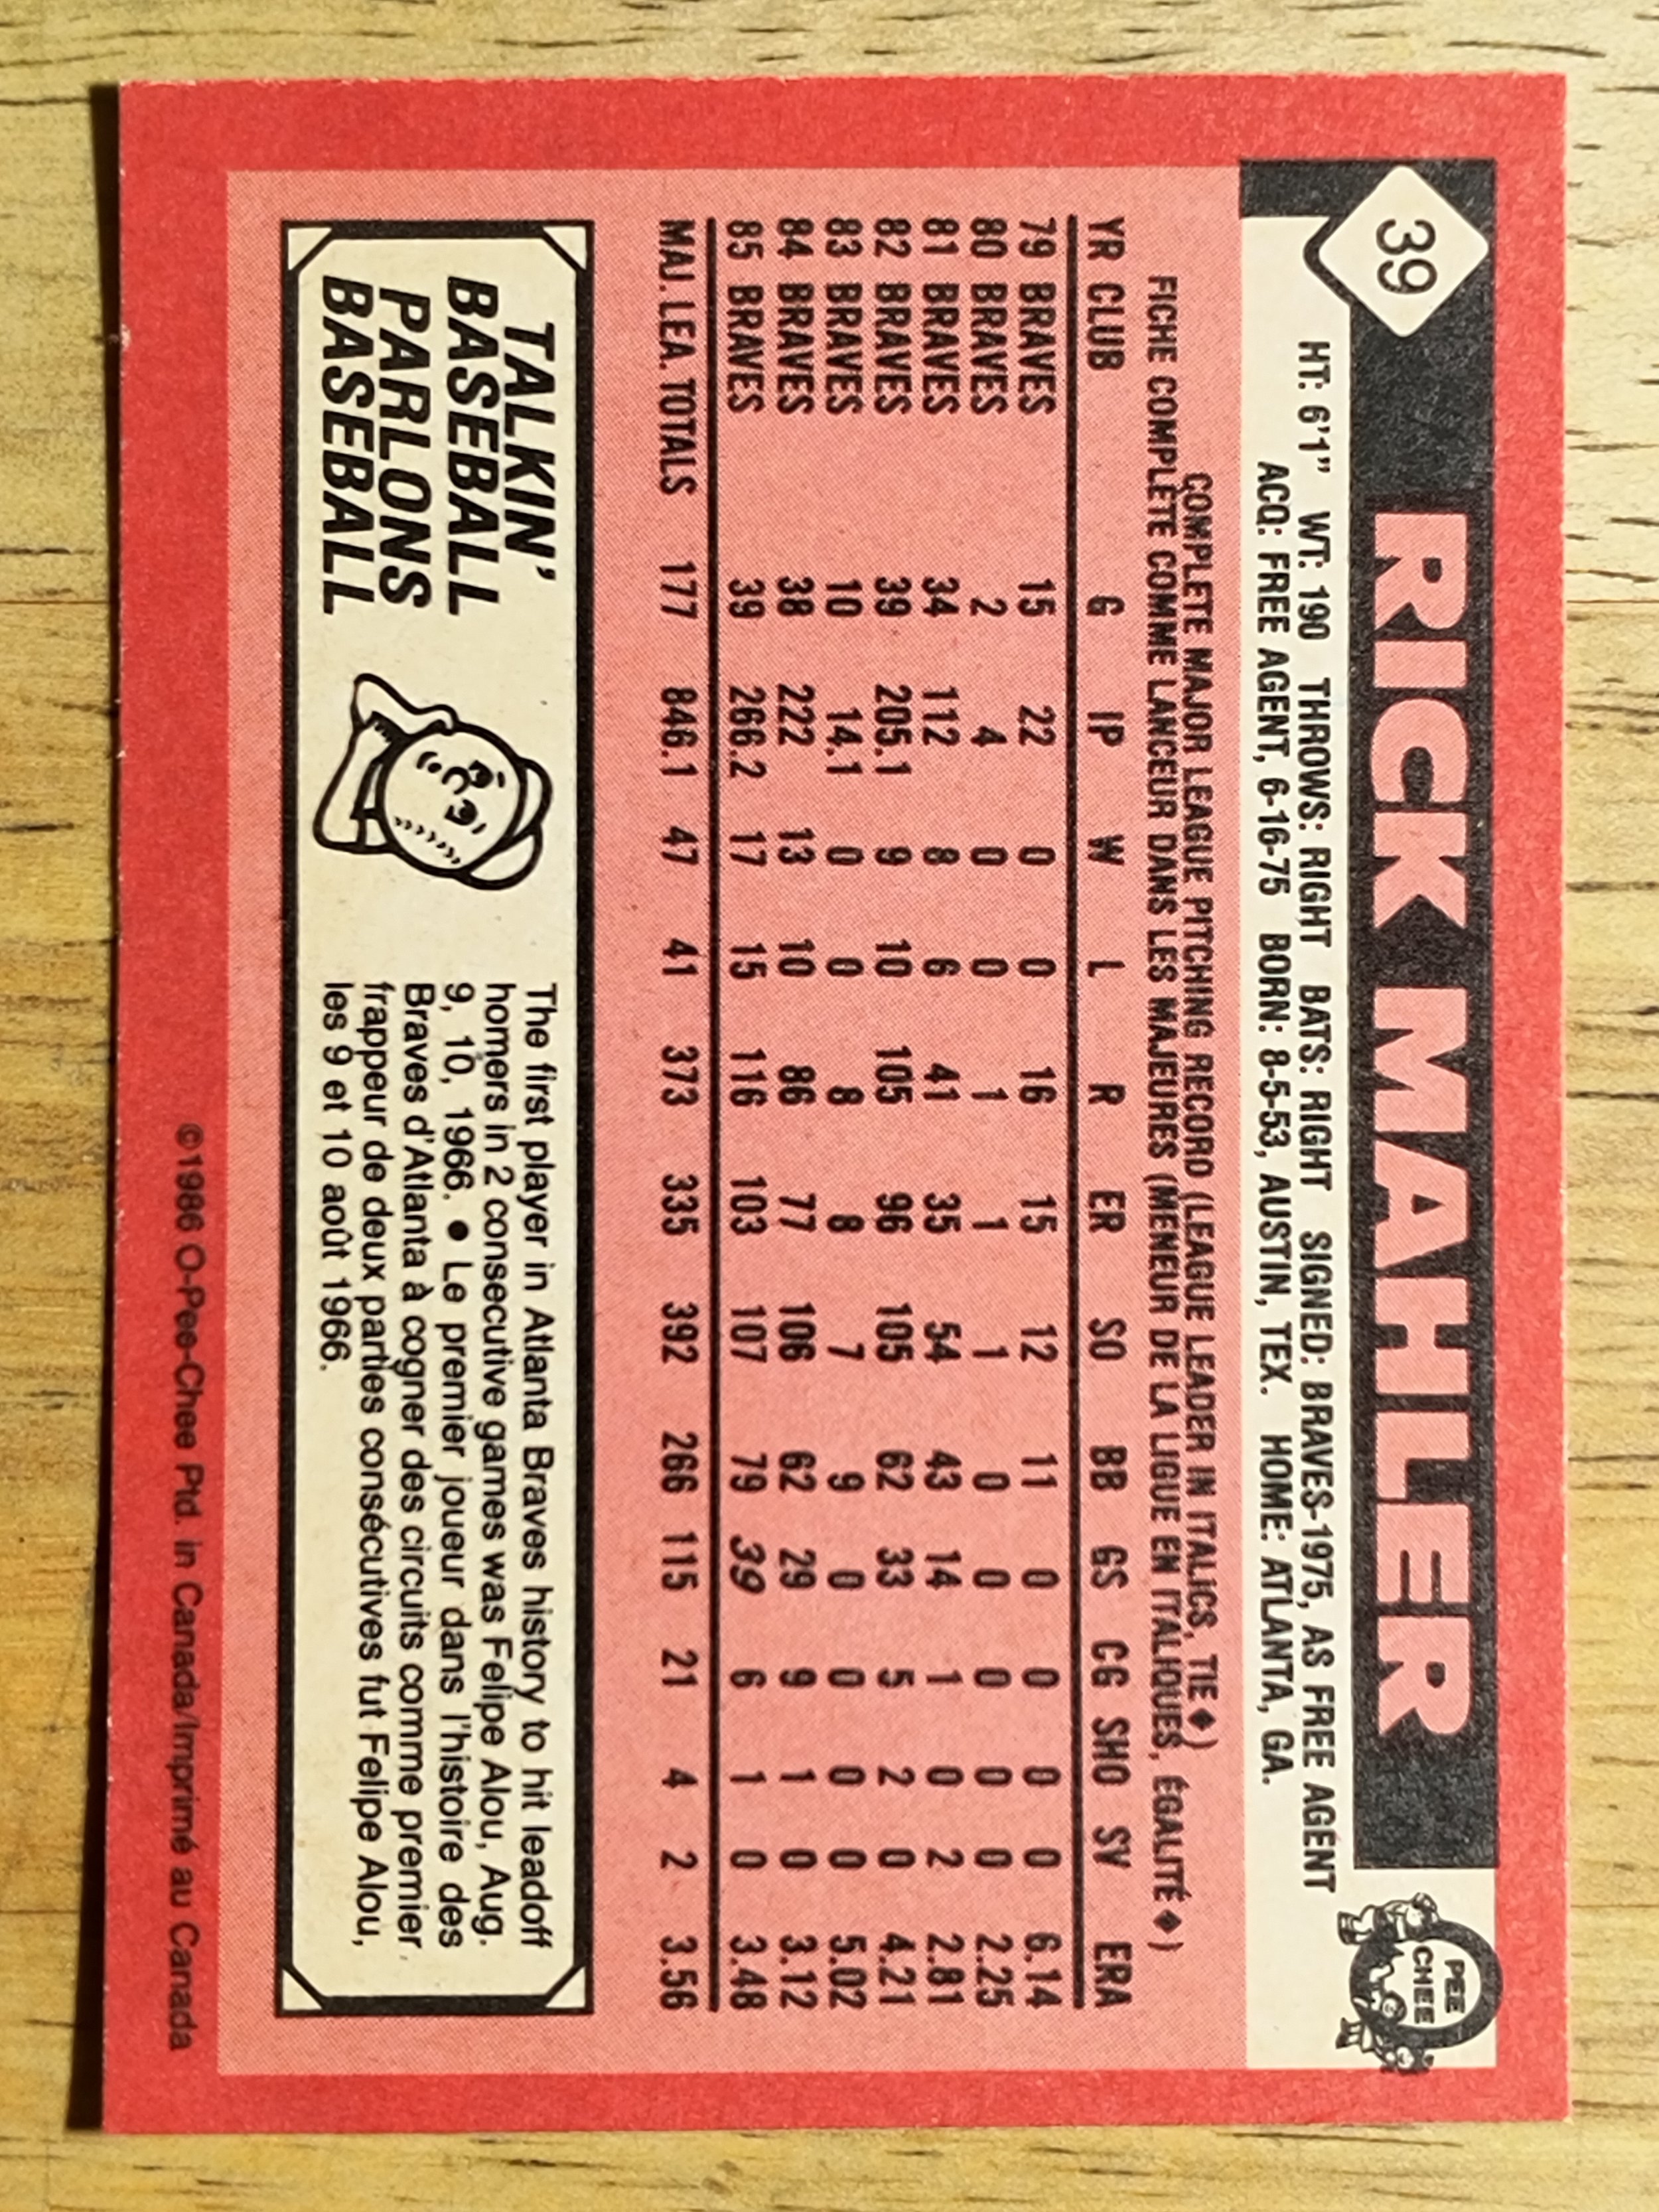 39
RICK MAHLER
PEE
CHEE
HT: 6'1" WT: 190 THROWS: RIGHT BATS: RIGHT SIGNED: BRAVES-1975, AS FREE AGENT
ACQ: FREE AGENT, 6-16-75 BORN: 8-5-53, AUSTIN, TEX. HOME: ATLANTA, GA.
COMPLETE MAJOR LEAGUE PITCHING RECORD (LEAGUE LEADER IN ITALICS, TIE ♦)
FICHE COMPLÈTE COMME LANCEUR DANS LES MAJEURES (MENEUR DE LA LIGUE EN ITALIQUES, ÉGALITÉ ♦)
YR CLUB G IP W L R ER SO BB GS CG SHO SV ERA
79 BRAVES 15 22 0 0 16 15 12 11 0 0 0 0 6.14
80 BRAVES 2 4 0 0 1 1 1 0 0 0 0 0 2.25
81 BRAVES 34 112 8 6 41 35 54 43 14 1 0 2 2.81
82 BRAVES 39 205.1 9 10 105 96 105 62 33 5 2 0 4.21
83 BRAVES 10 14.1 0 0 8 8 7 9 0 0 0 0 5.02
84 BRAVES 38 222 13 10 86 77 106 62 29 9 1 0 3.12
85 BRAVES 39 266.2 17 15 116 103 107 79 39 6 1 0 3.48
MAJ. LEA. TOTALS 177 846.1 47 41 373 335 392 266 115 21 4 2 3.56
TALKIN'
BASEBALL
PARLONS
BASEBALL
The first player in Atlanta Braves history to hit leadoff
homers in 2 consecutive games was Felipe Alou, Aug.
9, 10, 1966. ● Le premier joueur dans l'histoire des
Braves d'Atlanta à cogner des circuits comme premier
frappeur de deux parties consécutives fut Felipe Alou,
les 9 et 10 août 1966.
©1986 O-Pee-Chee Ptd. in Canada/Imprimé au Canada